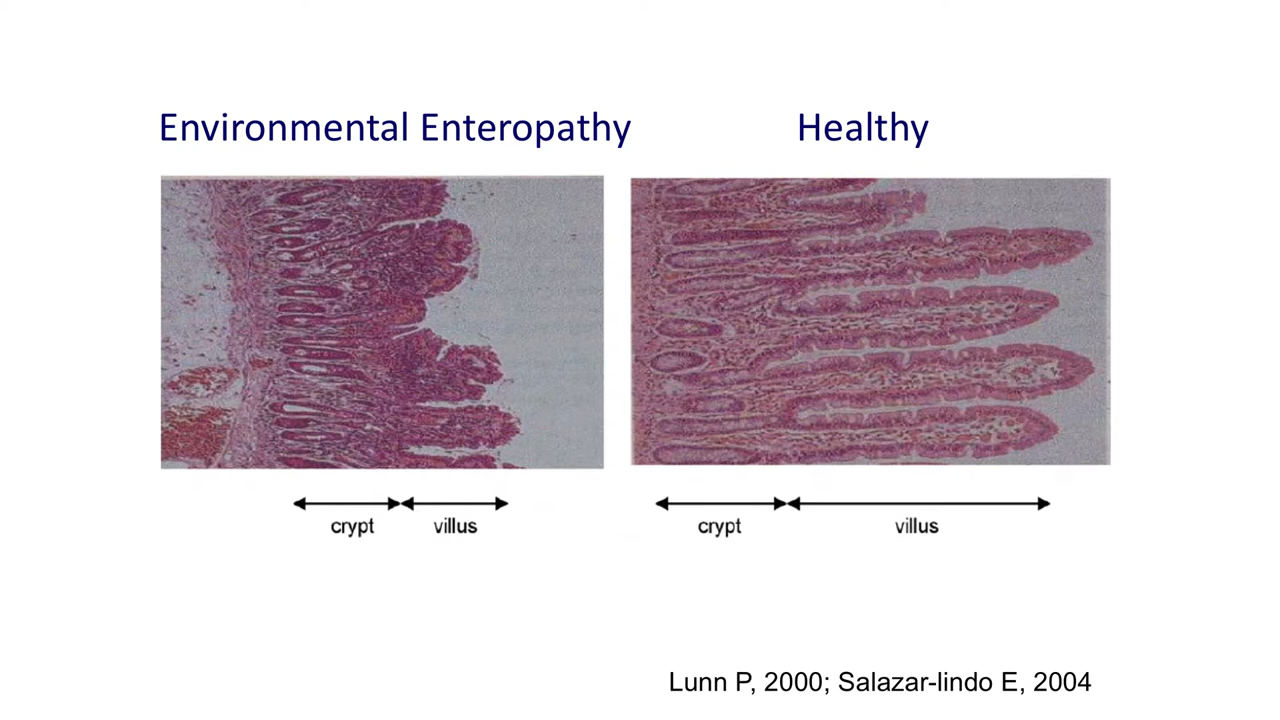 Environmental Enteropathy
Healthy
crypt
villus
crypt
villus
Lunn P, 2000; Salazar-lindo E, 2004